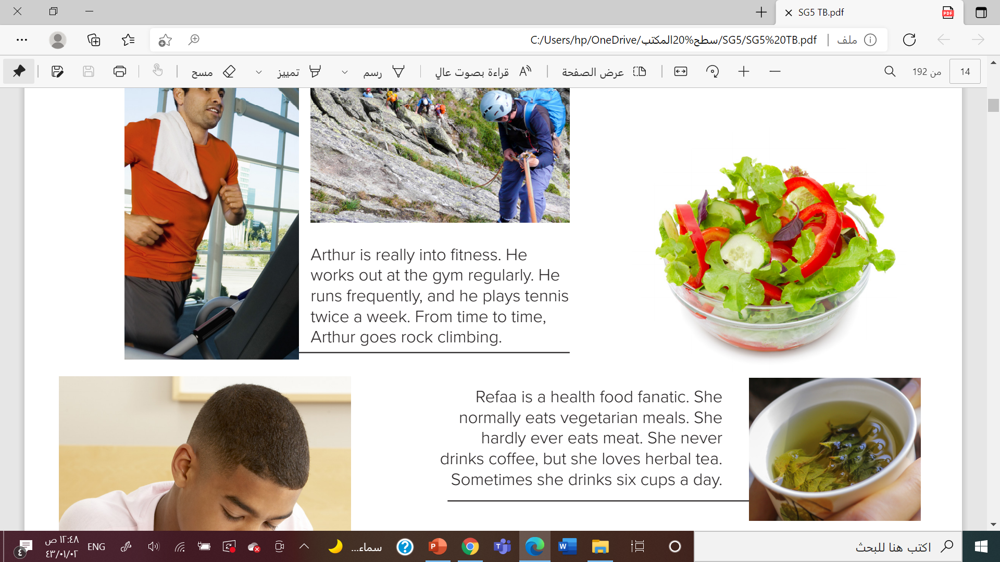 SG5 TB.pdf
ملف
C:/Users/hp/OneDrive/سطح%20المكتب/SG5/SG5%20TB.pdf
14
من 192
عرض الصفحة
قراءة بصوت عالٍ
رسم
تمييز
مسح
Arthur is really into fitness. He
works out at the gym regularly. He
runs frequently, and he plays tennis
twice a week. From time to time,
Arthur goes rock climbing.
Refaa is a health food fanatic. She
normally eats vegetarian meals. She
hardly ever eats meat. She never
drinks coffee, but she loves herbal tea.
Sometimes she drinks six cups a day.
اكتب هنا للبحث
سماء...
ENG
١٢:٤٨ ص
٤٣/٠١/٠٢
٤